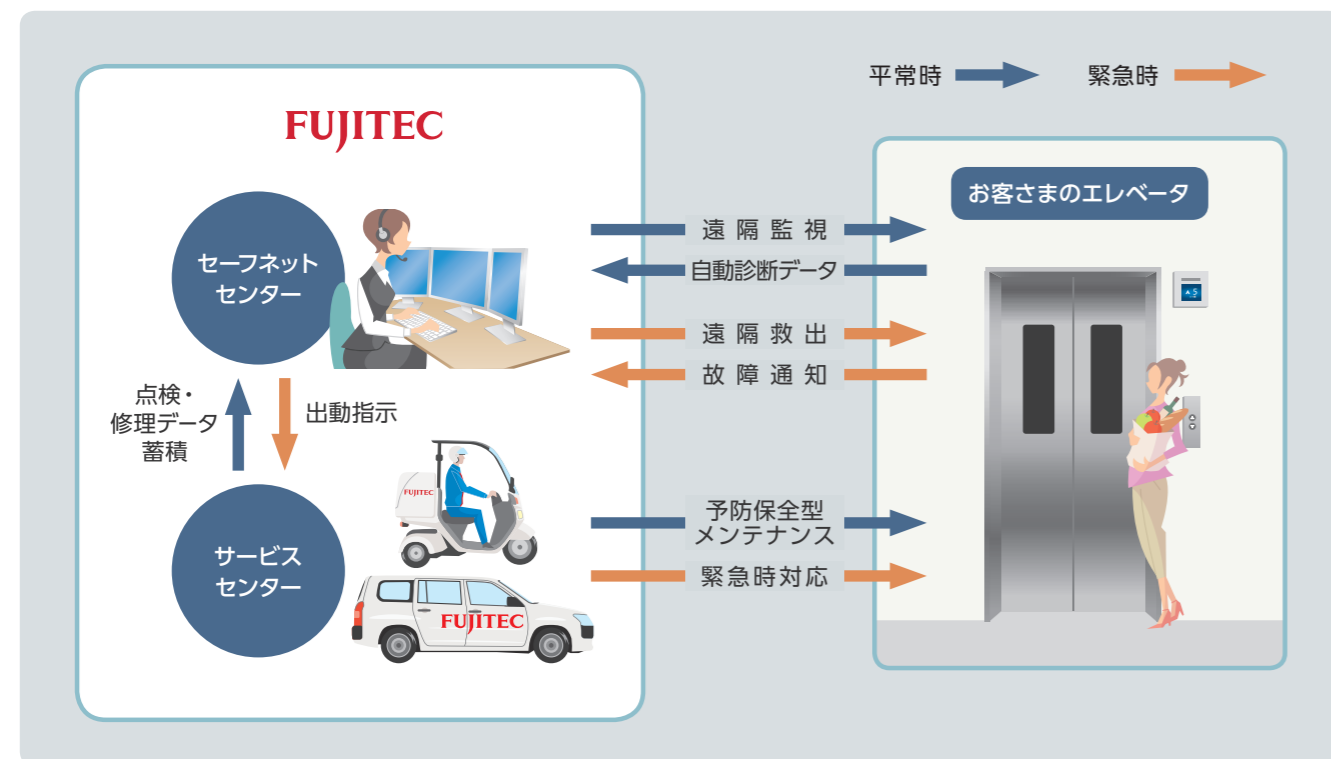 平常時
緊急時
FUJITEC
お客さまのエレベータ
セーフネット
センター
遠隔監視
自動診断データ
遠隔救出
故障通知
点検・
修理データ
蓄積
出動指示
FUJITEC
サービス
センター
予防保全型
メンテナンス
緊急時対応
FUJITEC